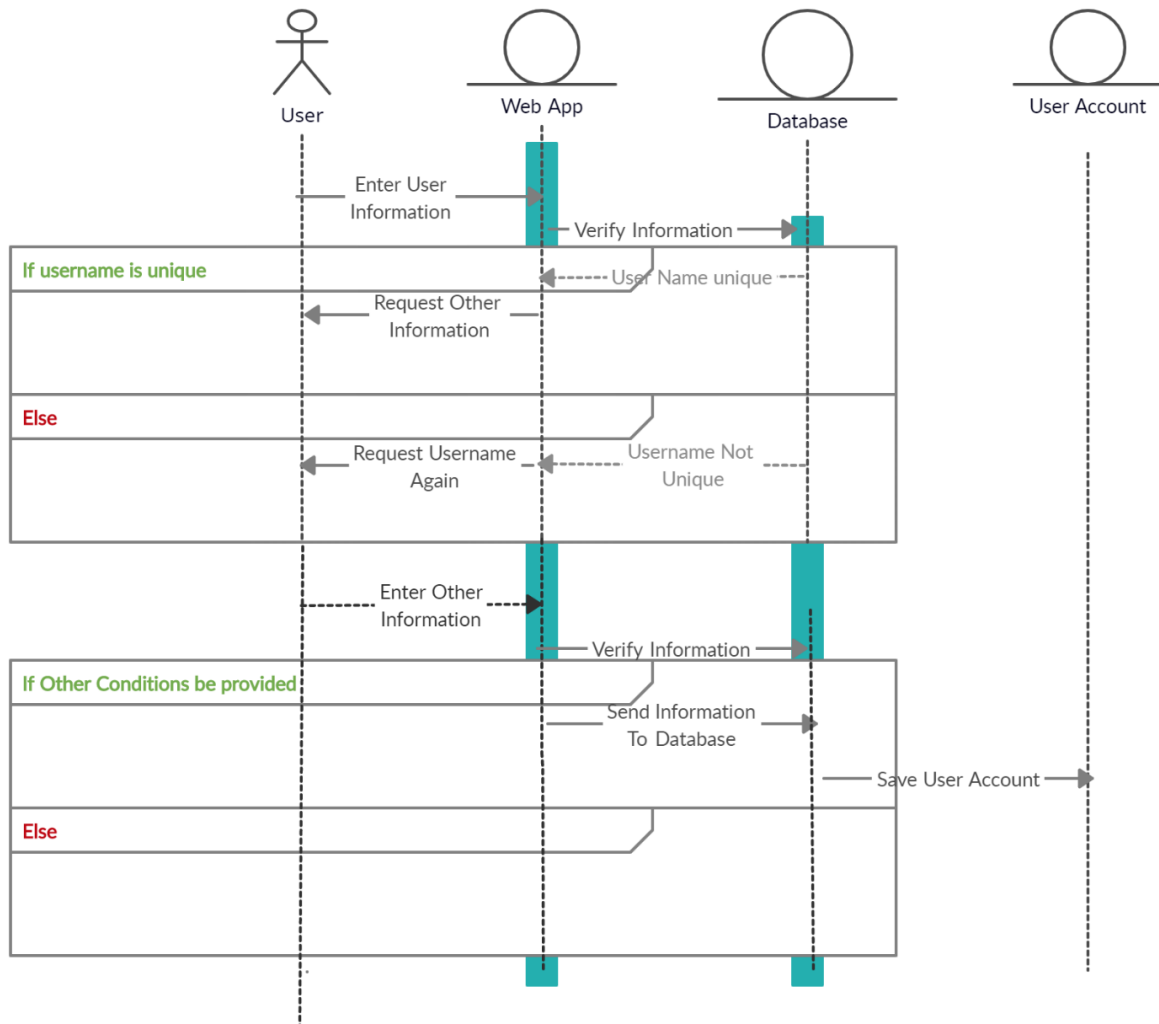 User
Web App
Database
User Account
Enter User
Information
Verify Information
If username is unique
User Name unique
Request Other
Information
Else
Request Username
Again
Username Not
Unique
Enter Other
Information
Verify Information
If Other Conditions be provided
Send Information
To Database
Save User Account
Else